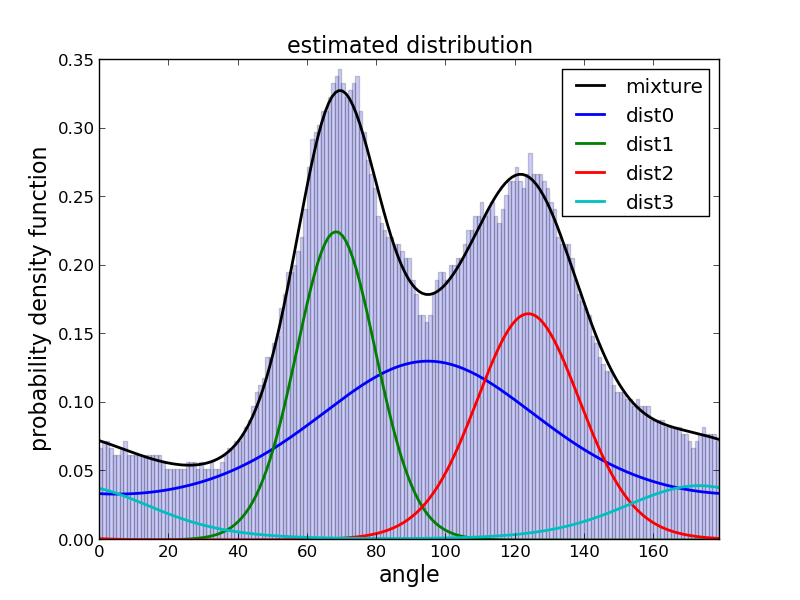 estimated distribution
probability density function
0.35
0.30
0.25
0.20
0.15
0.10
0.05
0.00
mixture
dist0
dist1
dist2
dist3
0 20 40 60 80 100 120 140 160
angle